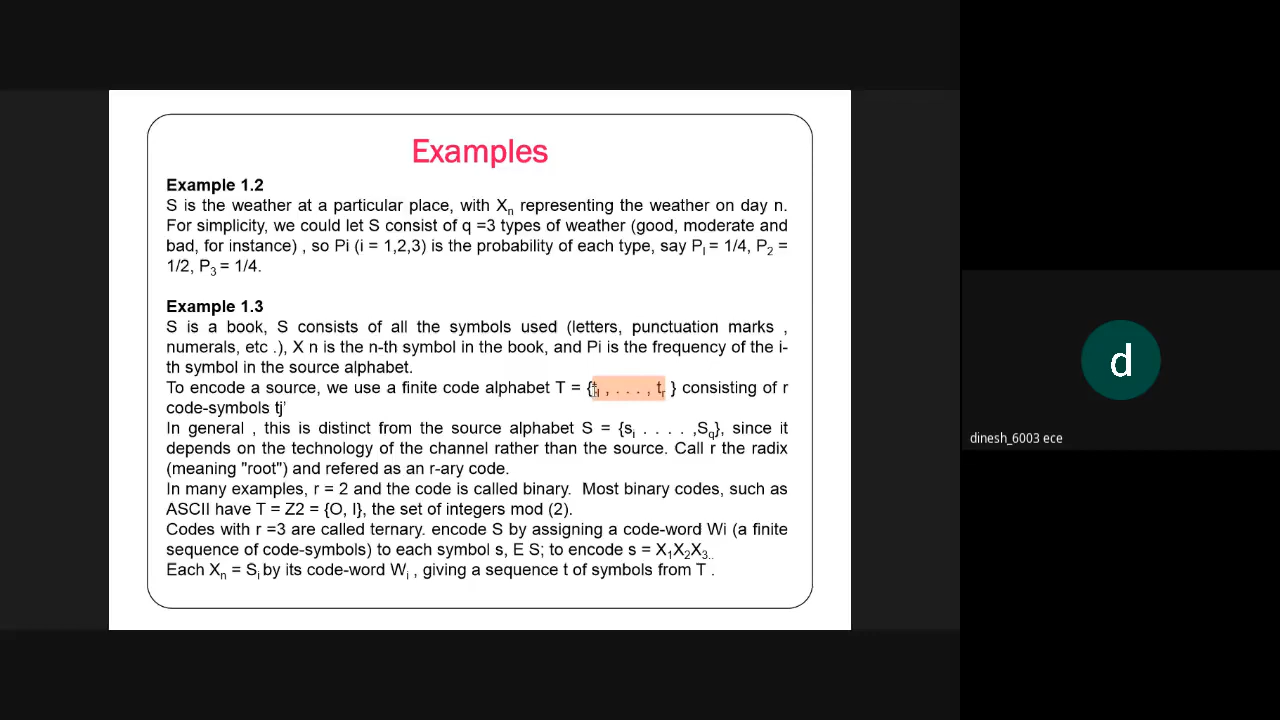 Examples
Example 1.2
S is the weather at a particular place, with Xn representing the weather on day n.
For simplicity, we could let S consist of q =3 types of weather (good, moderate and
bad, for instance) , so Pi (i = 1,2,3) is the probability of each type, say Pl = 1/4, P2 =
1/2, P3 = 1/4.
Example 1.3
S is a book, S consists of all the symbols used (letters, punctuation marks ,
numerals, etc .), X n is the n-th symbol in the book, and Pi is the frequency of the i-
th symbol in the source alphabet.
To encode a source, we use a finite code alphabet T = {tl , . . . , tr } consisting of r
code-symbols tj’
In general , this is distinct from the source alphabet S = {si . . . . ,Sq}, since it
depends on the technology of the channel rather than the source. Call r the radix
(meaning "root") and refered as an r-ary code.
In many examples, r = 2 and the code is called binary. Most binary codes, such as
ASCII have T = Z2 = {O, I}, the set of integers mod (2).
Codes with r =3 are called ternary. encode S by assigning a code-word Wi (a finite
sequence of code-symbols) to each symbol s, E S; to encode s = X1X2X3..
Each Xn = Si by its code-word Wi , giving a sequence t of symbols from T .
d
dinesh_6003 ece